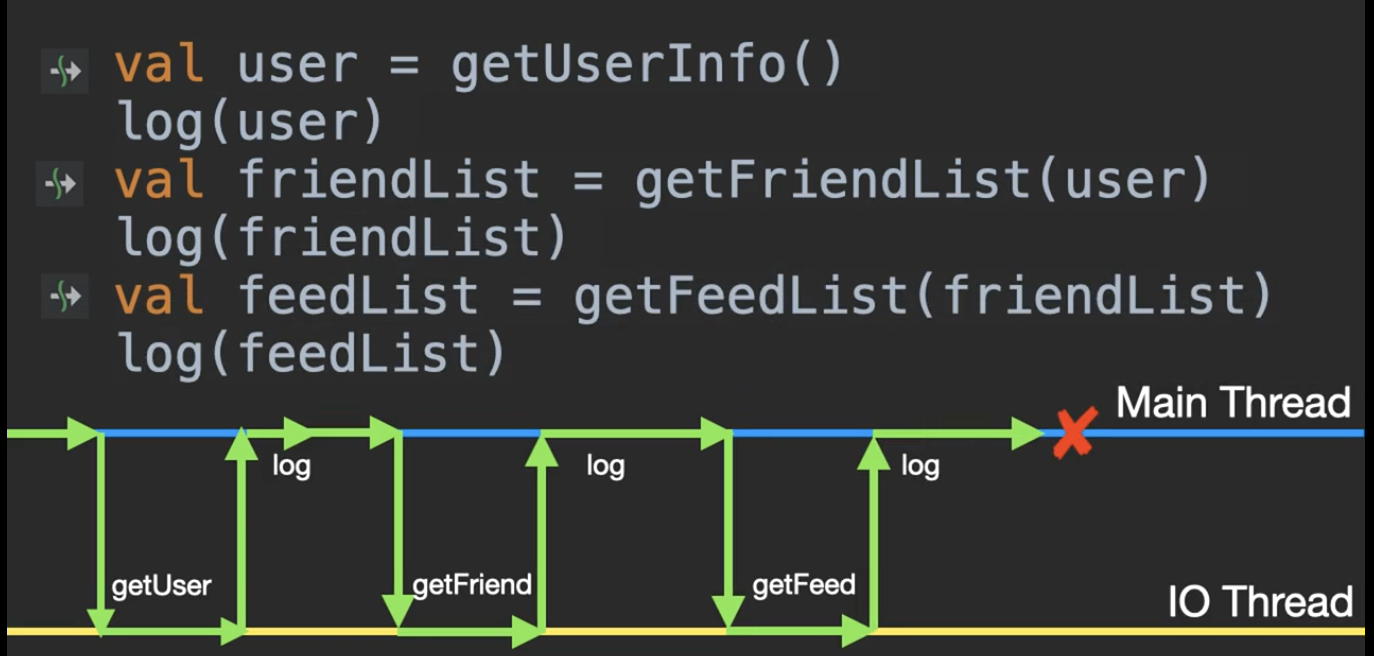 val user = getUserInfo()
log(user)
val friendList = getFriendList(user)
log(friendList)
val feedList = getFeedList(friendList)
log(feedList)
Main Thread
log
log
log
getUser
getFriend
getFeed
IO Thread